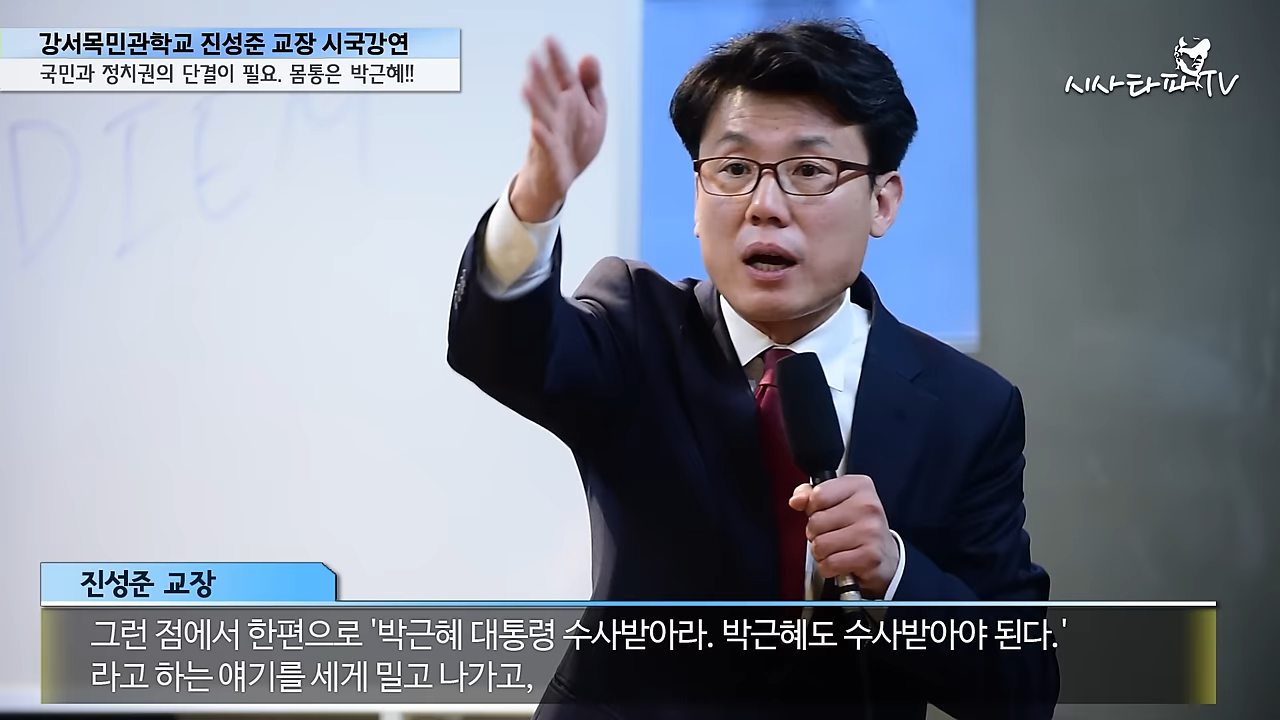 강서목민관학교 진성준 교장 시국강연
국민과 정치권의 단결이 필요. 몸통은 박근혜!!
시사타파TV
DIEM
진성준 교장
그런 점에서 한편으로 '박근혜 대통령 수사받아라. 박근혜도 수사받아야 된다.'
라고 하는 얘기를 세게 밀고 나가고,